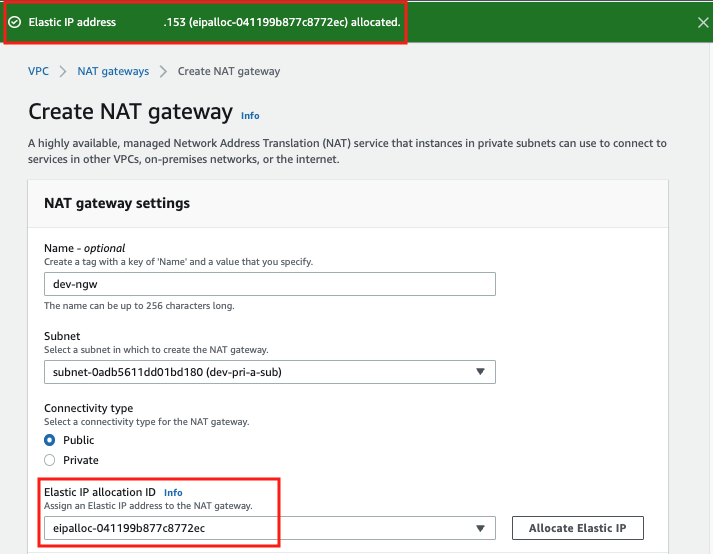 Elastic IP address .153 (eipalloc-041199b877c8772ec) allocated.
VPC > NAT gateways > Create NAT gateway
Create NAT gateway Info
A highly available, managed Network Address Translation (NAT) service that instances in private subnets can use to connect to
services in other VPCs, on-premises networks, or the internet.
NAT gateway settings
Name - optional
Create a tag with a key of 'Name' and a value that you specify.
dev-ngw
The name can be up to 256 characters long.
Subnet
Select a subnet in which to create the NAT gateway.
subnet-0adb5611dd01bd180 (dev-pri-a-sub)
Connectivity type
Select a connectivity type for the NAT gateway.
Public
Private
Elastic IP allocation ID Info
Assign an Elastic IP address to the NAT gateway.
eipalloc-041199b877c8772ec
Allocate Elastic IP